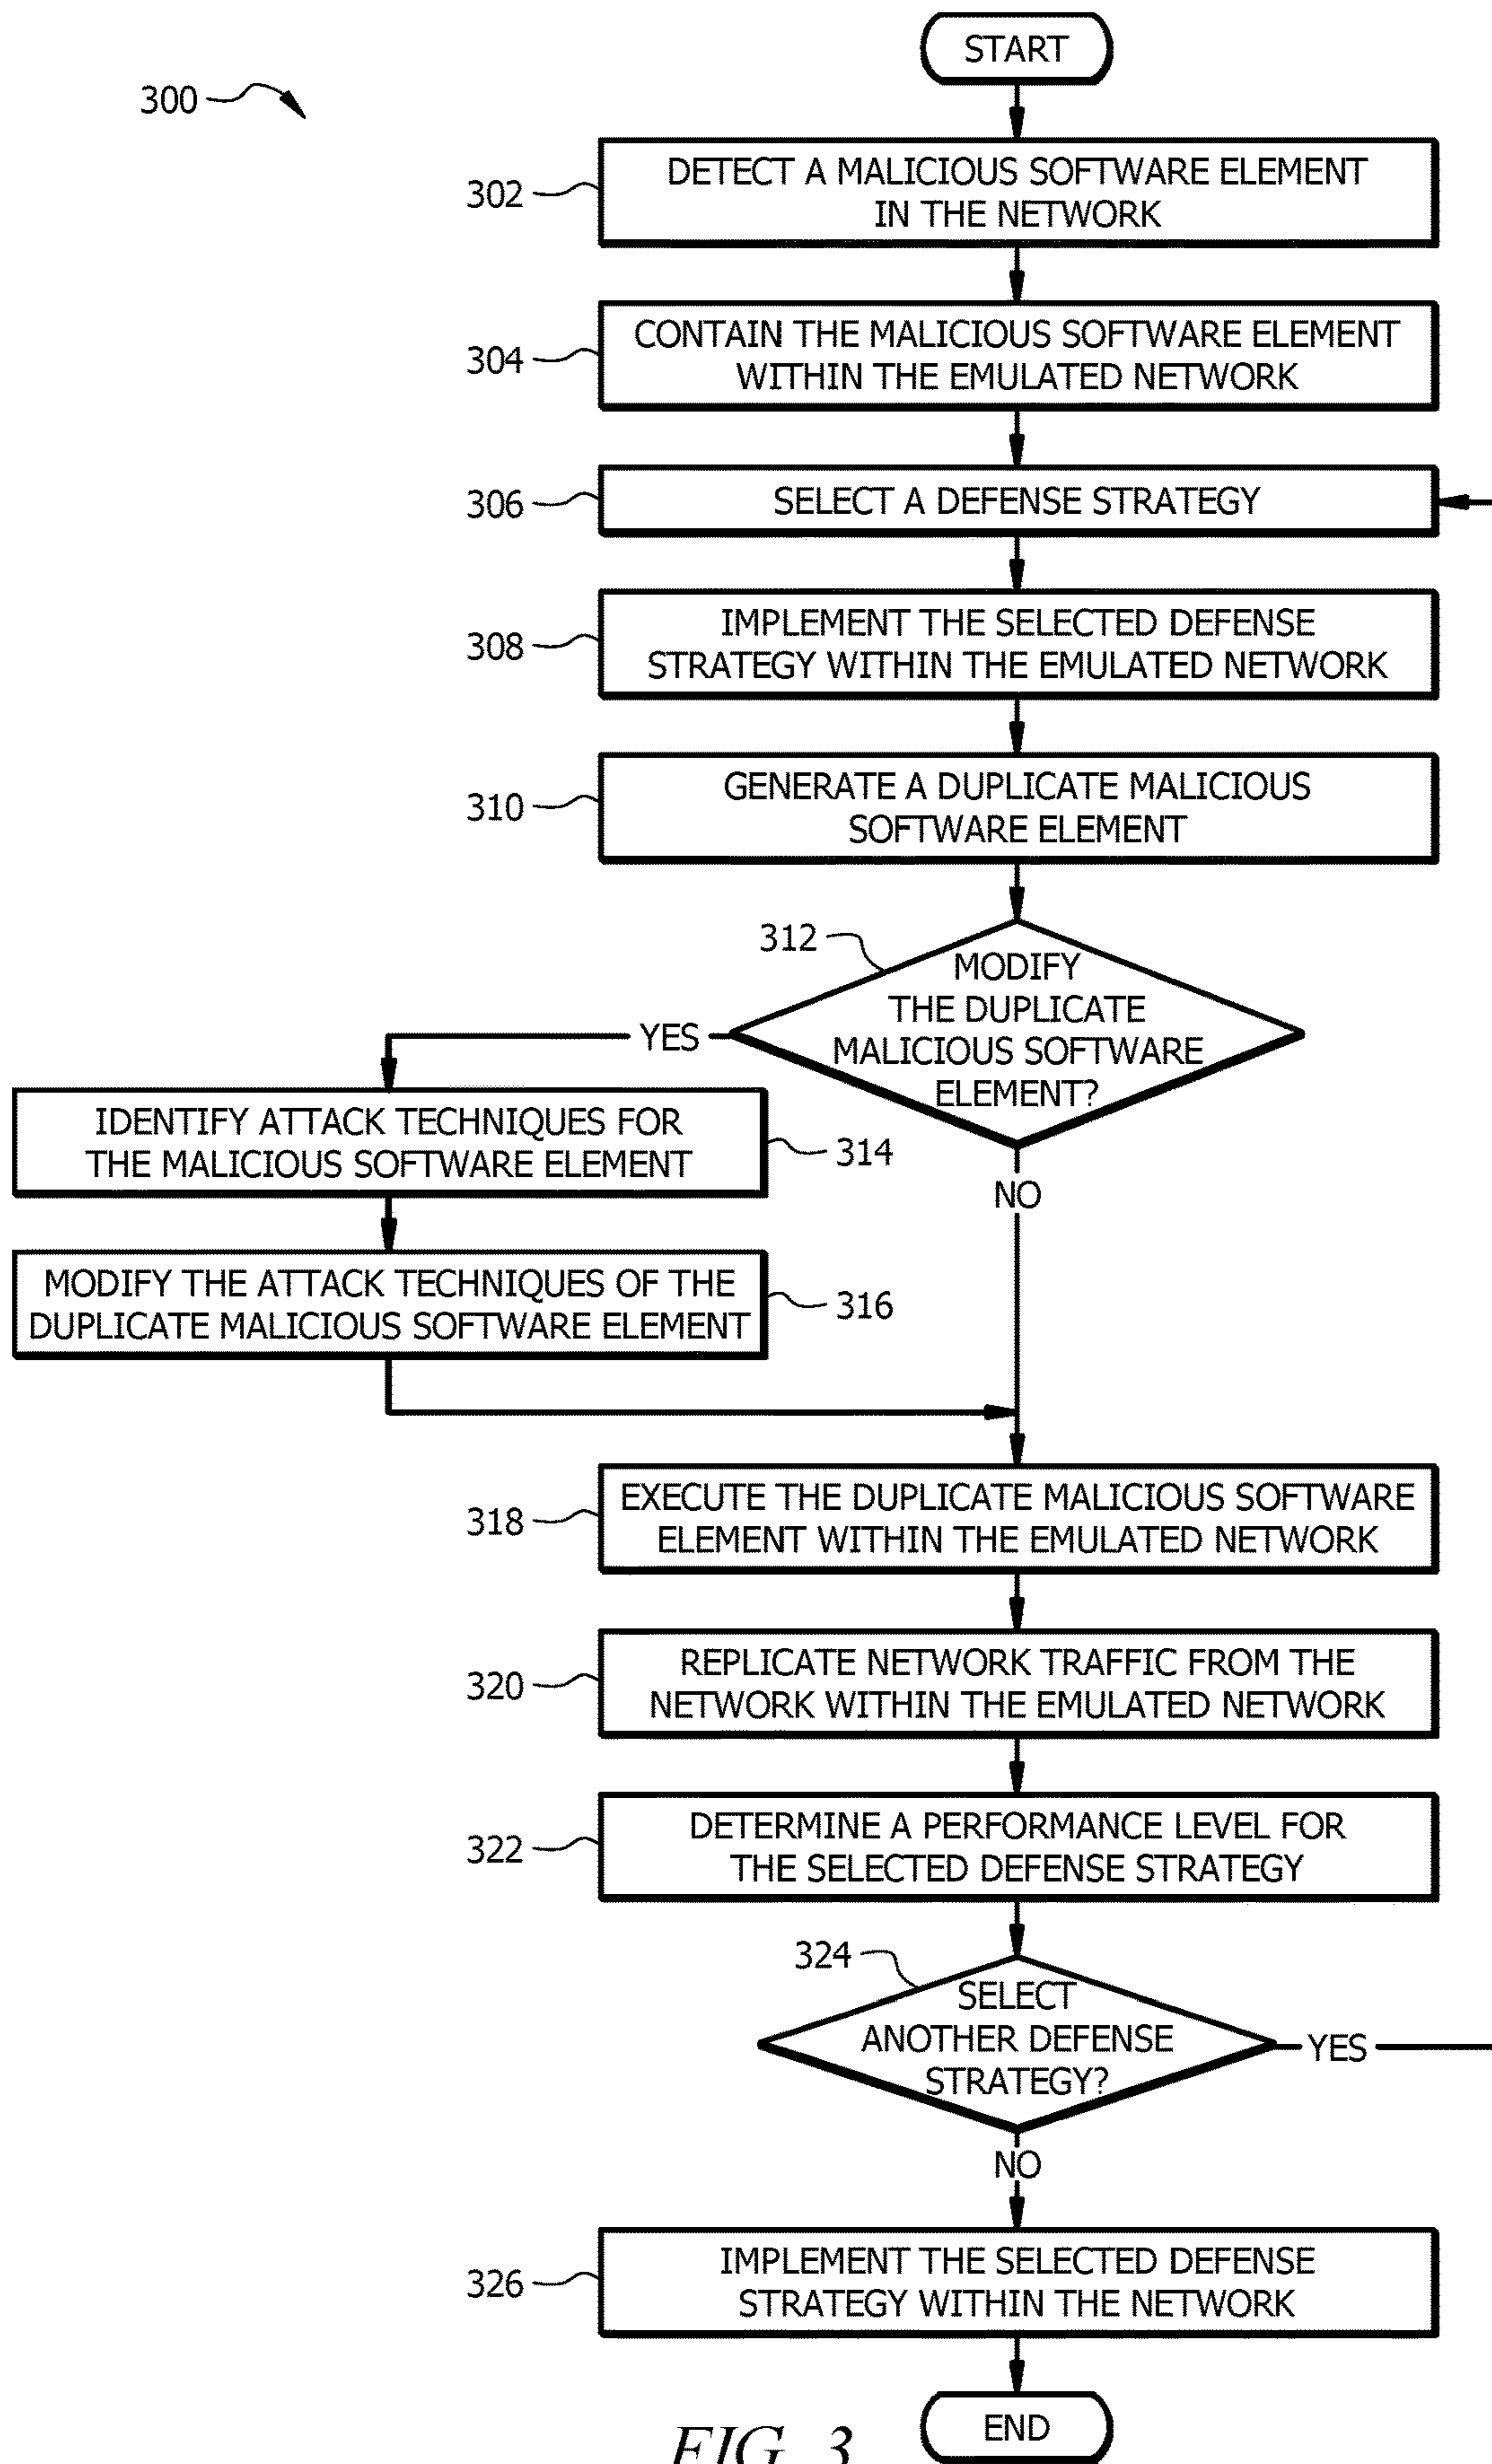 START
300
302
DETECT A MALICIOUS SOFTWARE ELEMENT
IN THE NETWORK
304
CONTAIN THE MALICIOUS SOFTWARE ELEMENT
WITHIN THE EMULATED NETWORK
306
SELECT A DEFENSE STRATEGY
308
IMPLEMENT THE SELECTED DEFENSE
STRATEGY WITHIN THE EMULATED NETWORK
310
GENERATE A DUPLICATE MALICIOUS
SOFTWARE ELEMENT
312
MODIFY
THE DUPLICATE
MALICIOUS SOFTWARE
ELEMENT?
YES
IDENTIFY ATTACK TECHNIQUES FOR
THE MALICIOUS SOFTWARE ELEMENT
314
NO
MODIFY THE ATTACK TECHNIQUES OF THE
DUPLICATE MALICIOUS SOFTWARE ELEMENT
316
318
EXECUTE THE DUPLICATE MALICIOUS SOFTWARE
ELEMENT WITHIN THE EMULATED NETWORK
320
REPLICATE NETWORK TRAFFIC FROM THE
NETWORK WITHIN THE EMULATED NETWORK
322
DETERMINE A PERFORMANCE LEVEL FOR
THE SELECTED DEFENSE STRATEGY
324
SELECT
ANOTHER DEFENSE
STRATEGY?
YES
NO
326
IMPLEMENT THE SELECTED DEFENSE
STRATEGY WITHIN THE NETWORK
END
FIG. 3